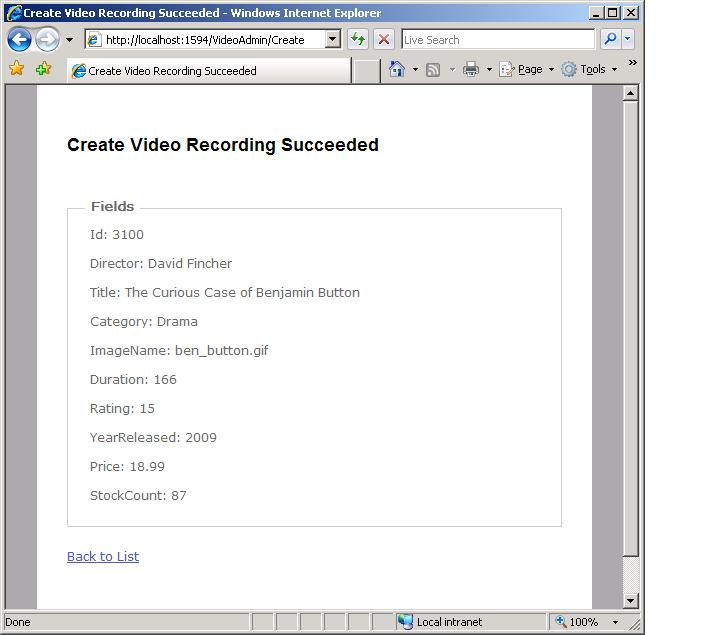 Create Video Recording Succeeded - Windows Internet Explorer
http://localhost:1594/VideoAdmin/Create
Live Search
Create Video Recording Succeeded
Page
Tools
»
Create Video Recording Succeeded
Fields
Id: 3100
Director: David Fincher
Title: The Curious Case of Benjamin Button
Category: Drama
ImageName: ben_button.gif
Duration: 166
Rating: 15
YearReleased: 2009
Price: 18.99
StockCount: 87
Back to List
Done
Local intranet
100%